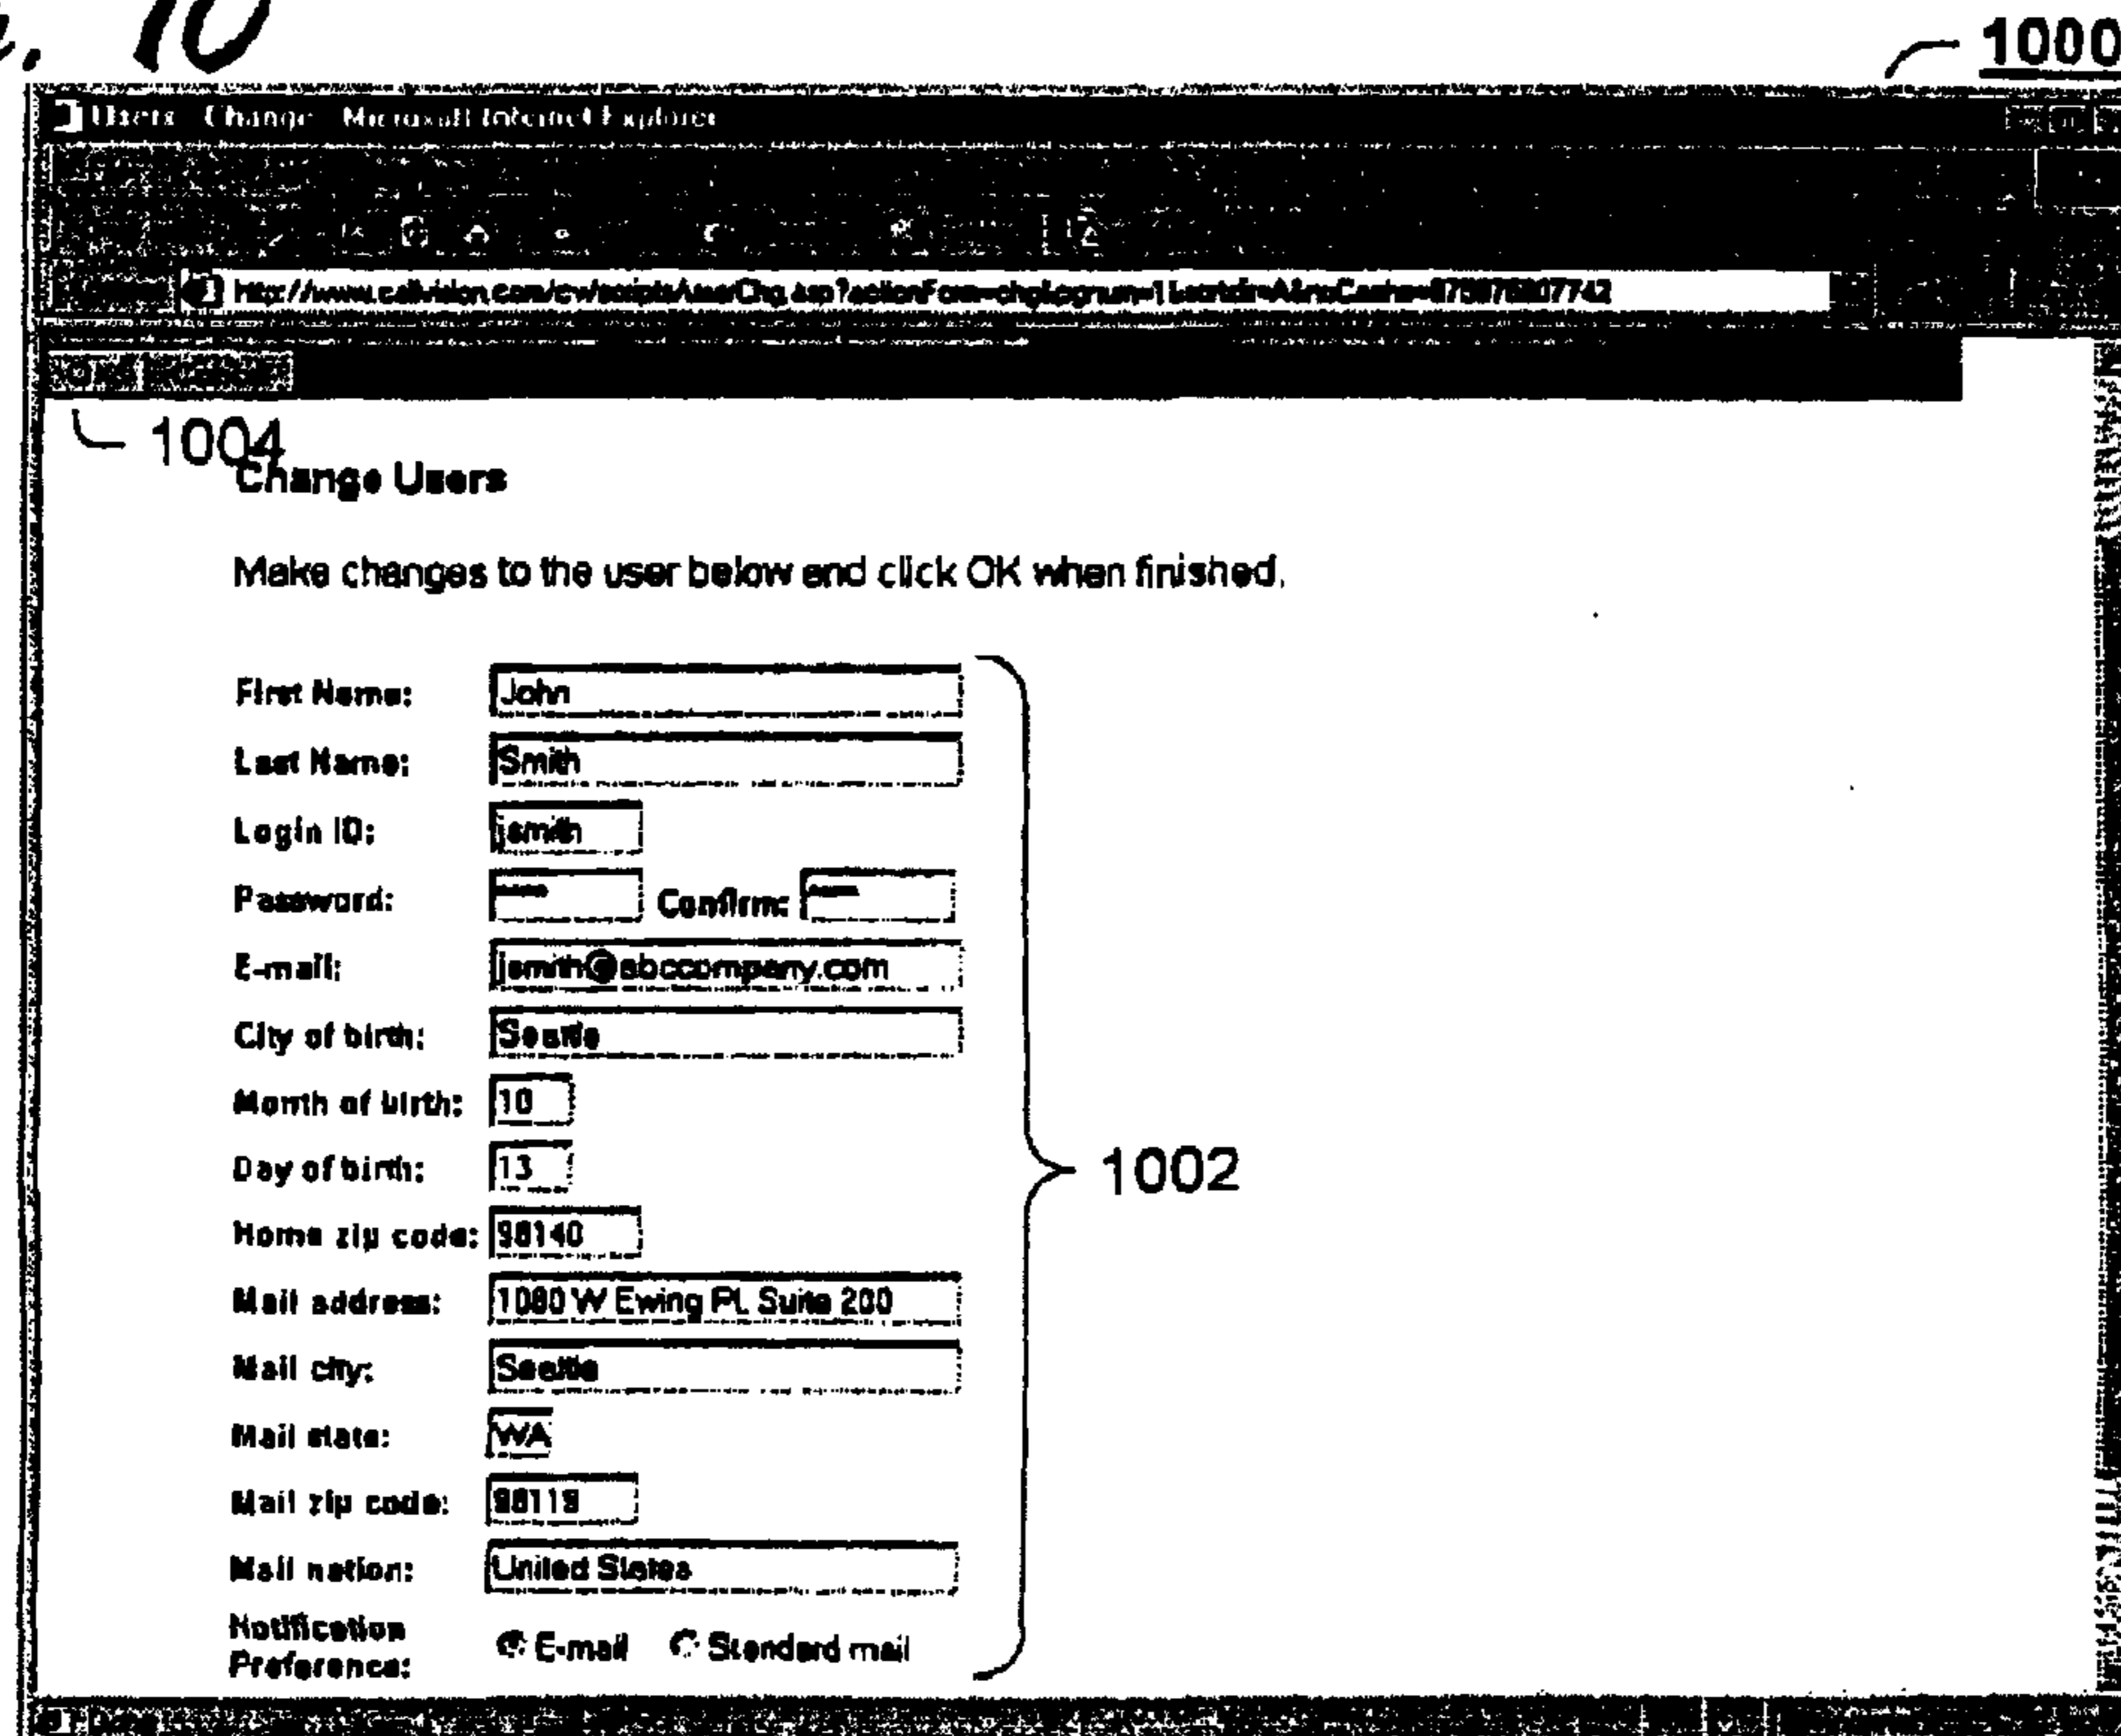 10
1000
Users Change Microsoft Internet Explorer
1004
Change Users
Make changes to the user below and click OK when finished.
First Name: John
Last Name: Smith
Login ID: jsmith
Password: Confirm:
E-mail: jsmith@abccompany.com
City of birth: Seattle
Month of birth: 10
Day of birth: 13
1002
Home zip code: 98140
Mail address: 1080 W Ewing PL Suite 200
Mail city: Seattle
Mail state: WA
Mail zip code: 98119
Mail nation: United States
Notification
Preference: E-mail Standard mail